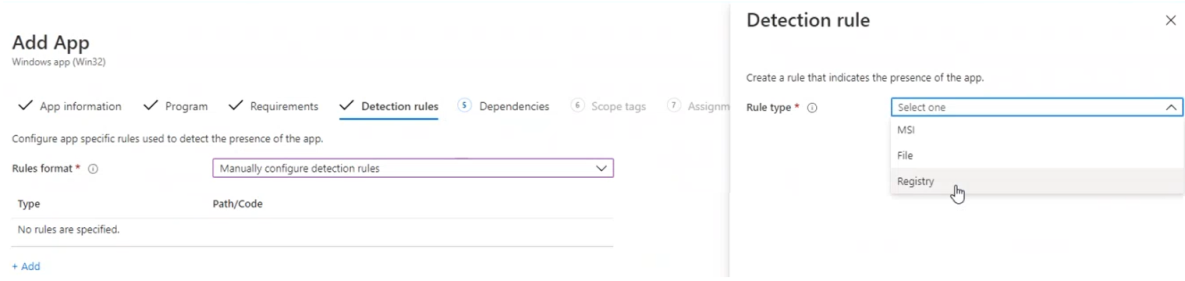 Add App
Windows app (Win32)
App information Program Requirements Detection rules 5 Dependencies 6 Scope tags 7 Assignm
Configure app specific rules used to detect the presence of the app.
Rules format * Manually configure detection rules
Type Path/Code
No rules are specified.
+ Add
Detection rule
Create a rule that indicates the presence of the app.
Rule type * Select one
MSI
File
Registry